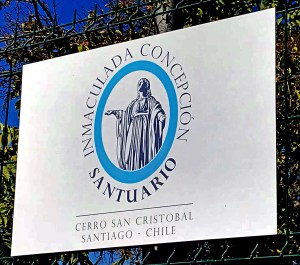 INMACULADA CONCEPCIÓN
SANTUARIO
CERRO SAN CRISTOBAL
SANTIAGO - CHILE